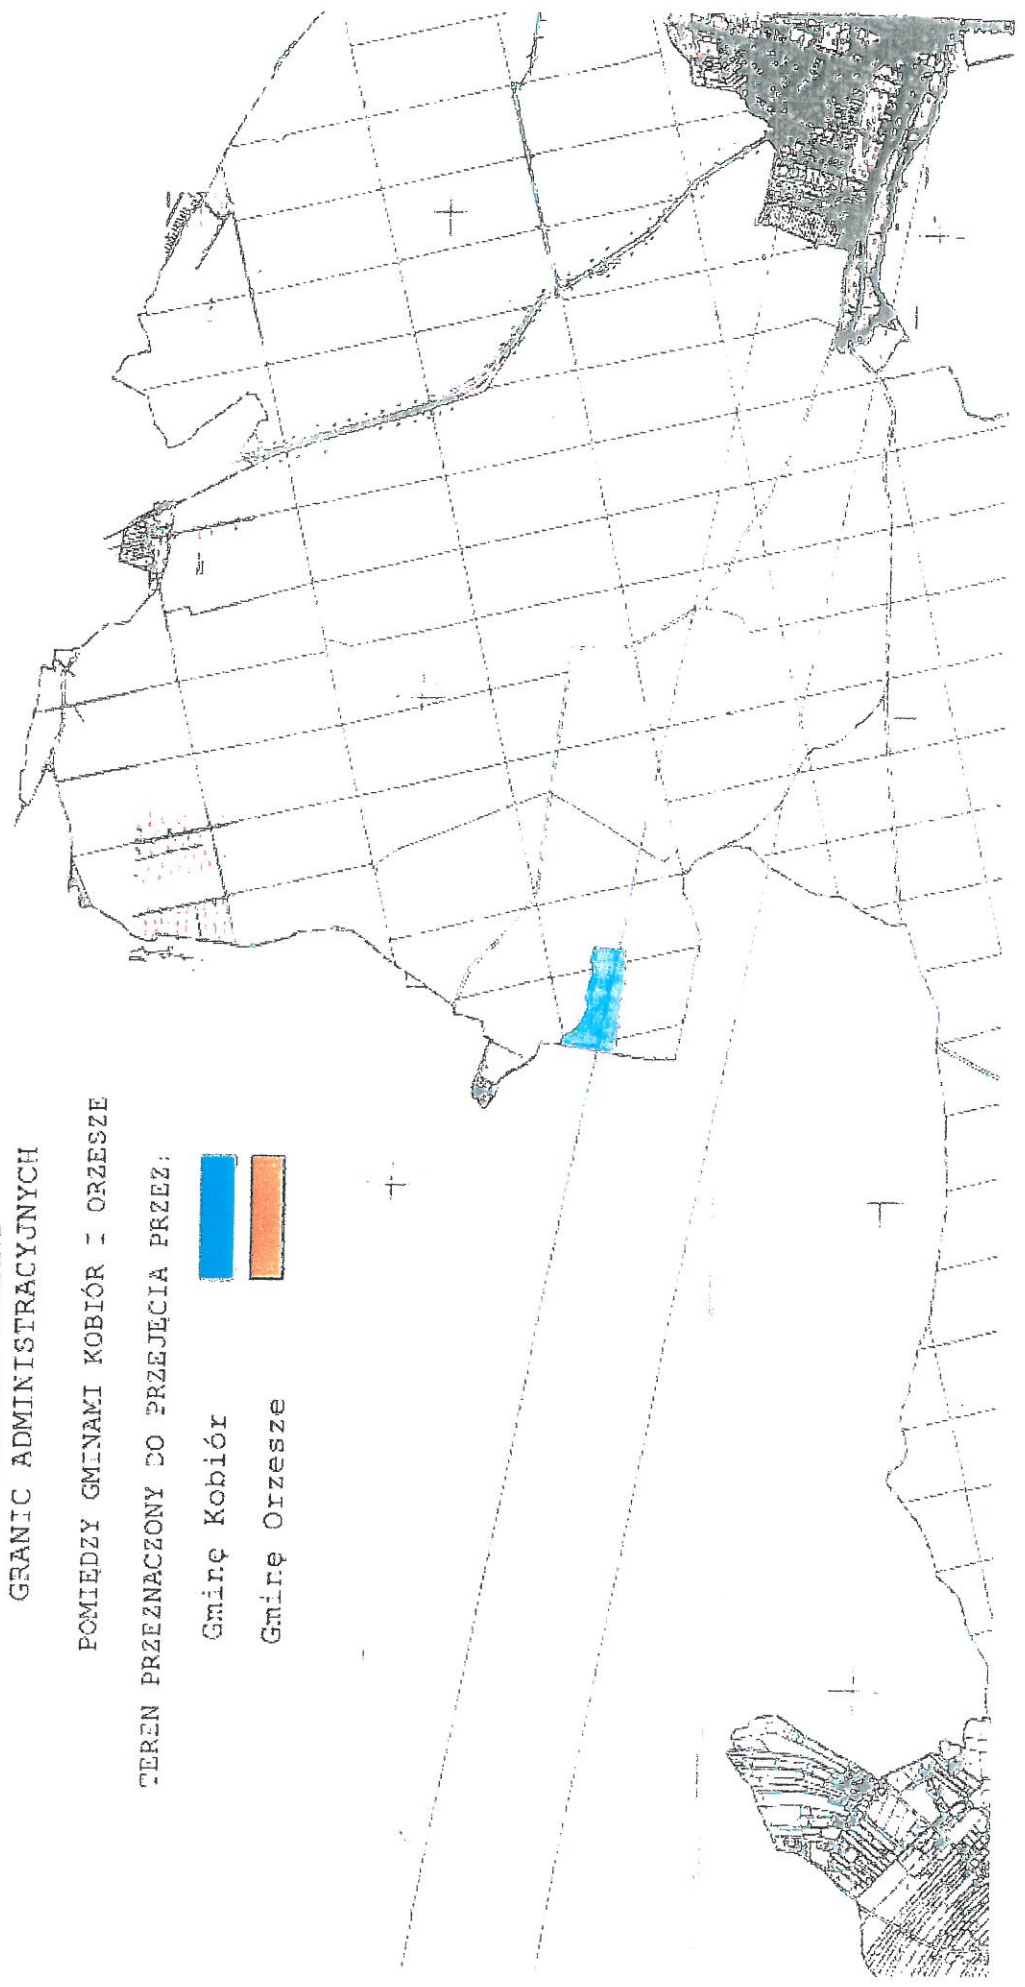 GRANIC ADMINISTRACYJNYCH
POMIĘDZY GMINAMI KOBIÓR I ORZESZE
TEREN PRZEZNACZONY DO PRZEJĘCIA PRZEZ:
Gminę Kobiór
Gminę Orzesze